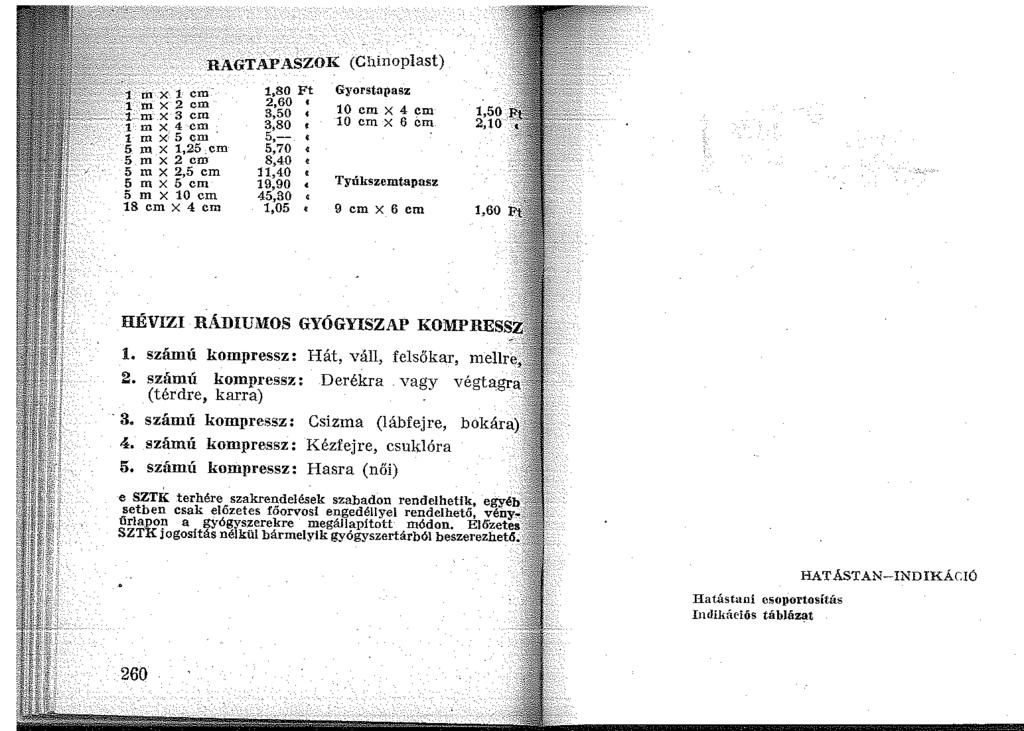 RAGTAPASZOK (Chinoplast)
1 m × 1 cm 1,80 Ft
1 m × 2 cm 2,60 «
1 m × 3 cm 3,50 «
1 m × 4 cm 3,80 «
1 m × 5 cm 5,— «
5 m × 1,25 cm 5,70 «
5 m × 2 cm 8,40 «
5 m × 2,5 cm 11,40 «
5 m × 5 cm 19,90 «
5 m × 10 cm 45,30 «
18 cm × 4 cm 1,05 «
Gyorstapasz
10 cm × 4 cm 1,50 Ft
10 cm × 6 cm 2,10 «
Tyúkszemtapasz
9 cm × 6 cm 1,60 Ft
HÉVIZI RÁDIUMOS GYÓGYISZAP KOMPRESSZ
1. számú kompressz: Hát, váll, felsőkar, mellre,
2. számú kompressz: Derékra vagy végtagra
(térdre, karra)
3. számú kompressz: Csizma (lábfejre, bokára)
4. számú kompressz: Kézfejre, csuklóra
5. számú kompressz: Hasra (női)
e SZTK terhére szakrendelések szabadon rendelhetik, egyéb
setben csak előzetes főorvosi engedéllyel rendelhető, vény-
űrlapon a gyógyszerekre megállapított módon. Előzetes
SZTK jogosítás nélkül bármelyik gyógyszertárból beszerezhető.
260
HATÁSTAN—INDIKÁCIÓ
Hatástani csoportosítás
Indikációs táblázat